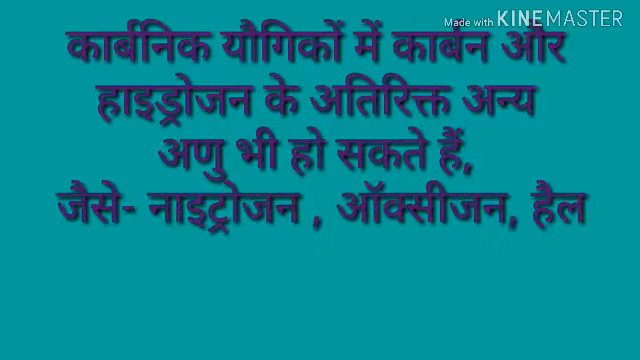 Made with KINEMASTER
कार्बनिक यौगिकों में कार्बन और
हाइड्रोजन के अतिरिक्त अन्य
अणु भी हो सकते हैं,
जैसे- नाइट्रोजन , ऑक्सीजन, हैल